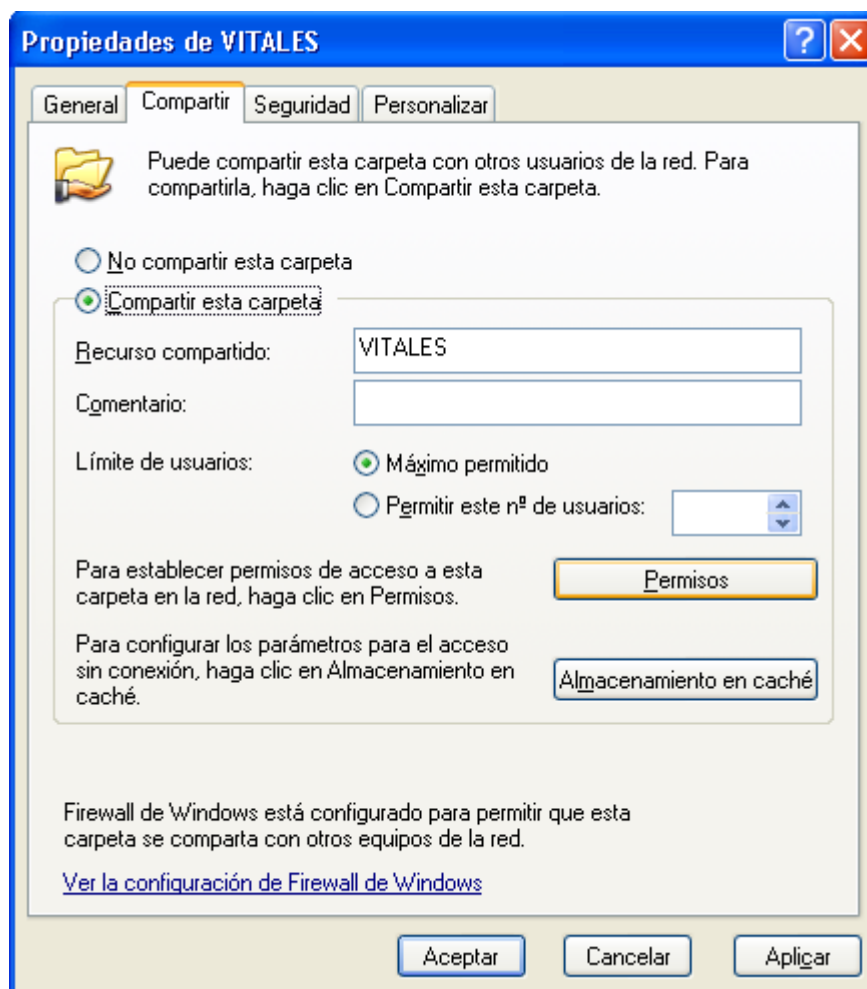 Propiedades de VITALES
?
General Compartir Seguridad Personalizar
Puede compartir esta carpeta con otros usuarios de la red. Para
compartirla, haga clic en Compartir esta carpeta.
No compartir esta carpeta
Compartir esta carpeta
Recurso compartido: VITALES
Comentario:
Límite de usuarios: Máximo permitido
Permitir este nº de usuarios:
Para establecer permisos de acceso a esta
carpeta en la red, haga clic en Permisos.
Permisos
Para configurar los parámetros para el acceso
sin conexión, haga clic en Almacenamiento en
caché.
Almacenamiento en caché
Firewall de Windows está configurado para permitir que esta
carpeta se comparta con otros equipos de la red.
Ver la configuración de Firewall de Windows
Aceptar Cancelar Aplicar